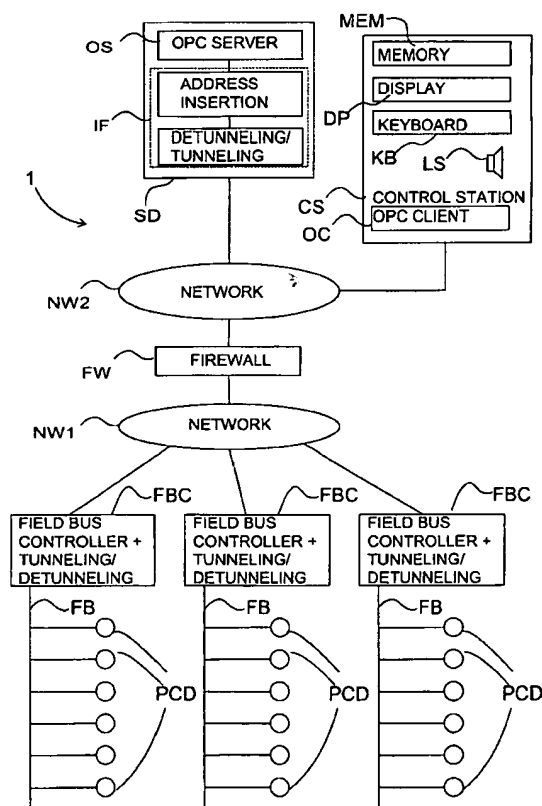 MEM
OS
OPC SERVER
MEMORY
ADDRESS
INSERTION
DISPLAY
DP
IF
KEYBOARD
DETUNNELING/
TUNNELING
KB
LS
1
SD
CS
CONTROL STATION
OC
OPC CLIENT
NETWORK
NW2
FW
FIREWALL
NW1
NETWORK
FBC
FBC
FBC
FIELD BUS
CONTROLLER +
TUNNELING/
DETUNNELING
FIELD BUS
CONTROLLER +
TUNNELING/
DETUNNELING
FIELD BUS
CONTROLLER +
TUNNELING/
DETUNNELING
FB
FB
FB
PCD
PCD
PCD